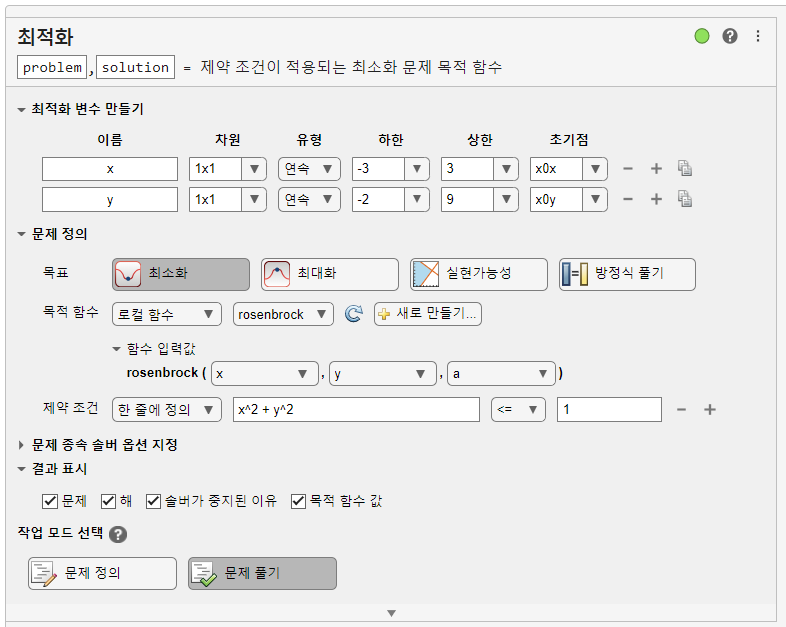 최적화
problem , solution = 제약 조건이 적용되는 최소화 문제 목적 함수
최적화 변수 만들기
이름 차원 유형 하한 상한 초기점
x 1x1 연속 -3 3 x0x
y 1x1 연속 -2 9 x0y
문제 정의
목표 최소화 최대화 실현가능성 방정식 풀기
목적 함수 로컬 함수 rosenbrock 새로 만들기...
함수 입력값
rosenbrock ( x , y , a )
제약 조건 한 줄에 정의 x^2 + y^2 <= 1
문제 종속 솔버 옵션 지정
결과 표시
문제 해 솔버가 중지된 이유 목적 함수 값
작업 모드 선택
문제 정의 문제 풀기